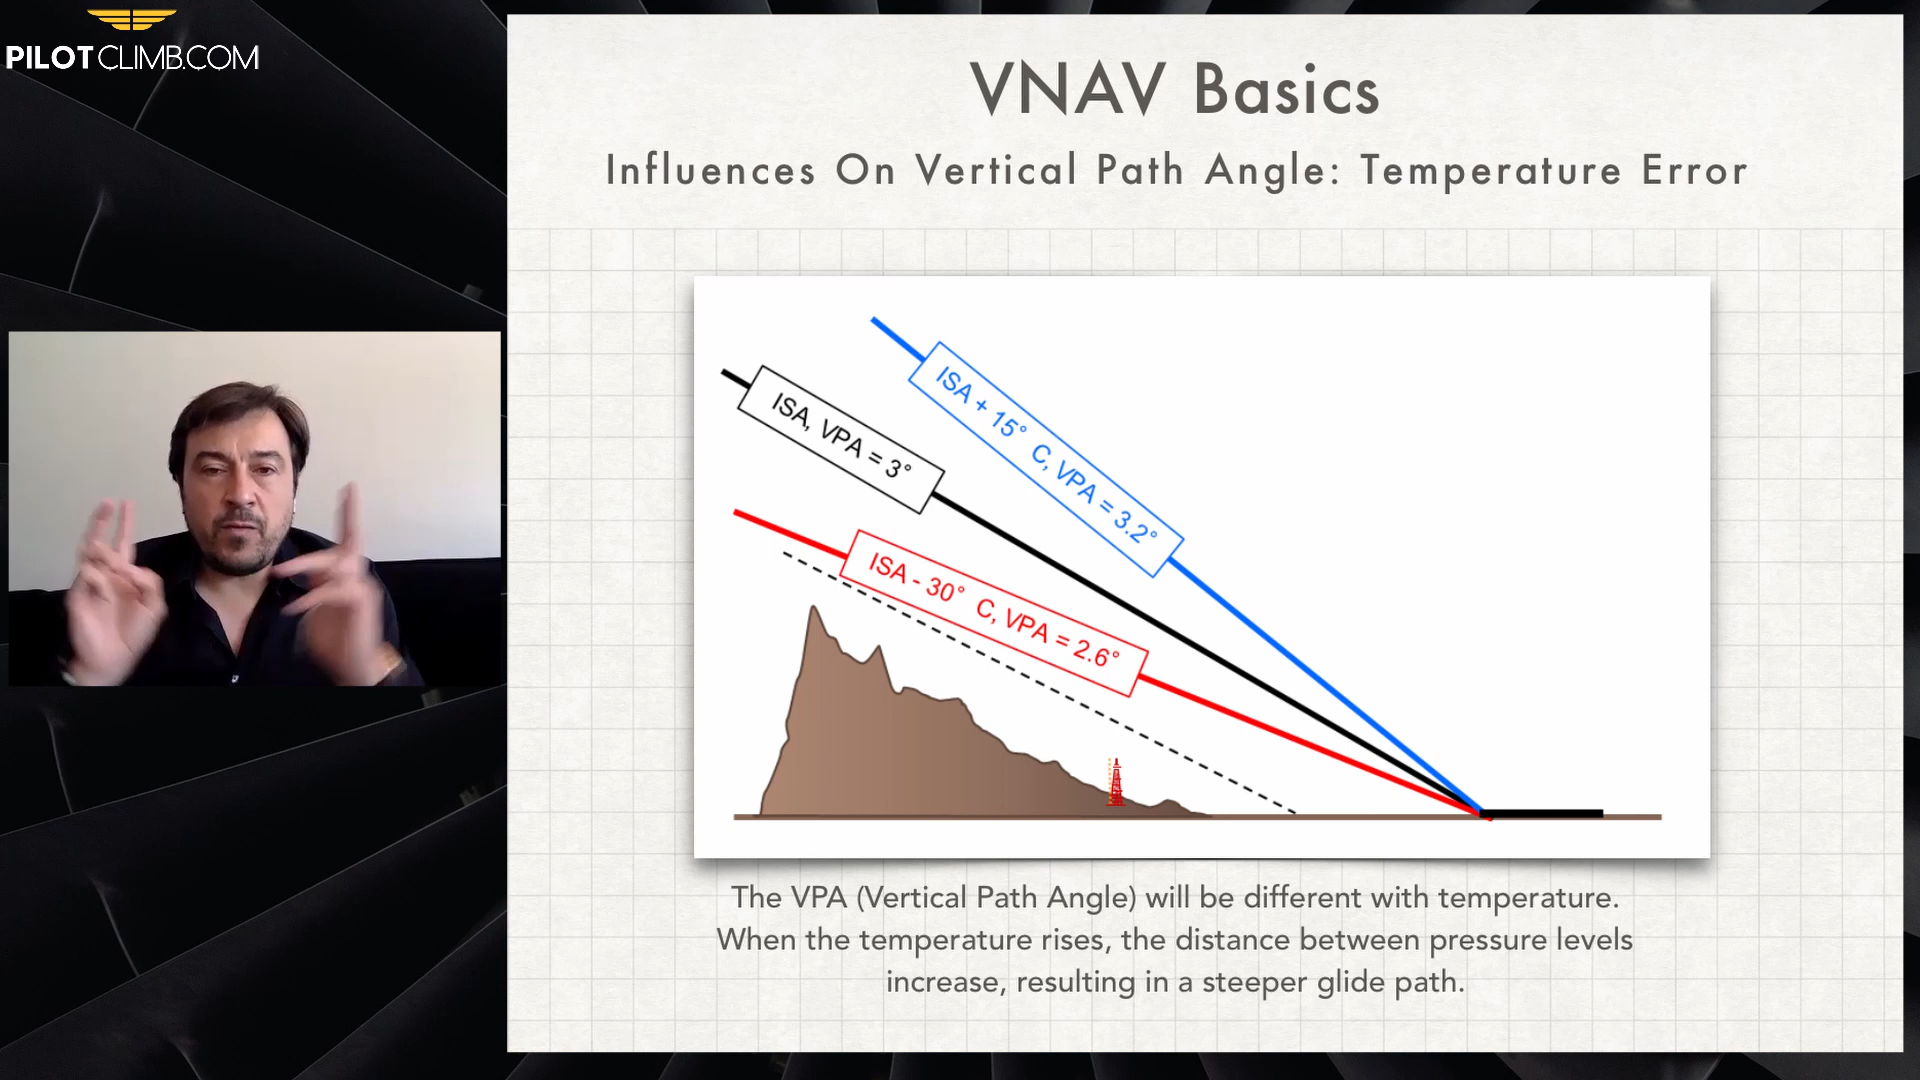 PILOTCLIMB.COM
VNAV Basics
Influences On Vertical Path Angle: Temperature Error
ISA + 15° C, VPA = 3.2°
ISA, VPA = 3°
ISA - 30° C, VPA = 2.6°
The VPA (Vertical Path Angle) will be different with temperature.
When the temperature rises, the distance between pressure levels
increase, resulting in a steeper glide path.